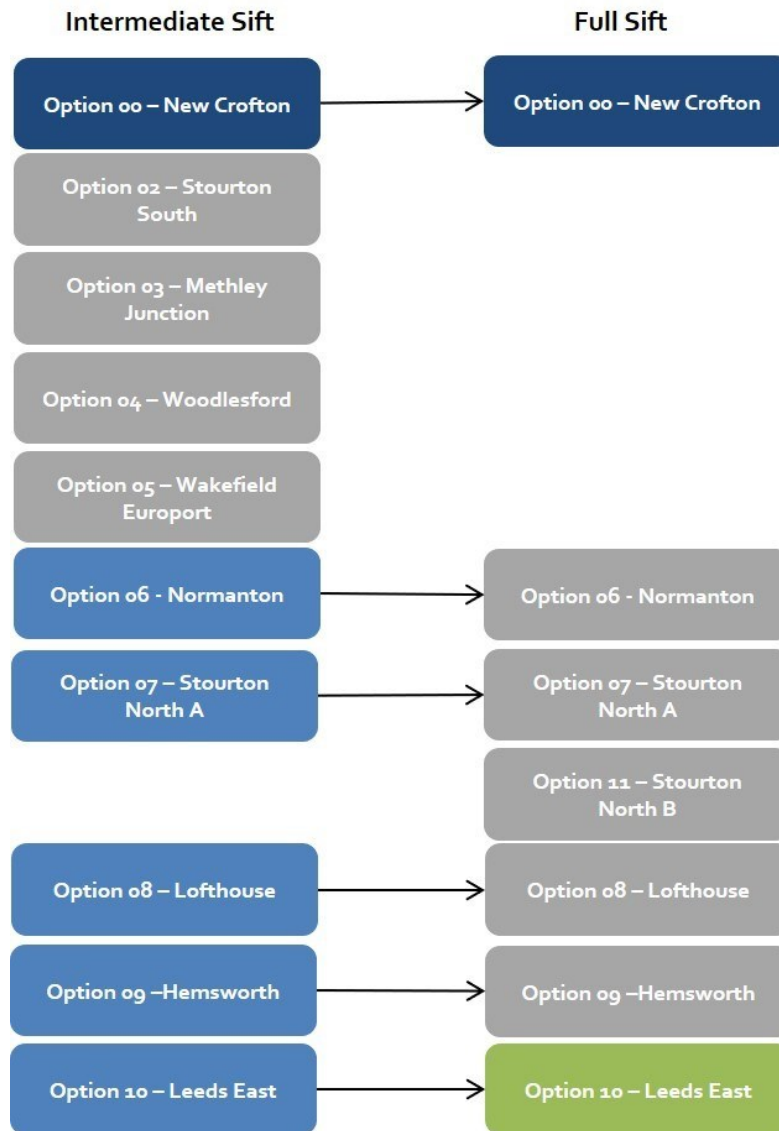 Intermediate Sift
Full Sift
Option 00 – New Crofton
Option 00 – New Crofton
Option 02 – Stourton
South
Option 03 – Methley
Junction
Option 04 – Woodlesford
Option 05 – Wakefield
Europort
Option 06 - Normanton
Option 06 - Normanton
Option 07 – Stourton
North A
Option 07 – Stourton
North A
Option 11 – Stourton
North B
Option 08 – Lofthouse
Option 08 – Lofthouse
Option 09 –Hemsworth
Option 09 –Hemsworth
Option 10 – Leeds East
Option 10 – Leeds East